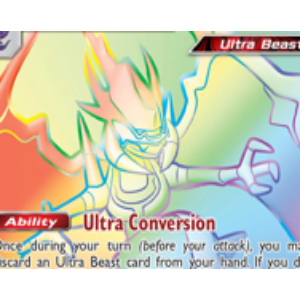 Ultra Beast
Ability Ultra Conversion
Once during your turn (before your attack), you ma
iscard an Ultra Beast card from your hand. If you d